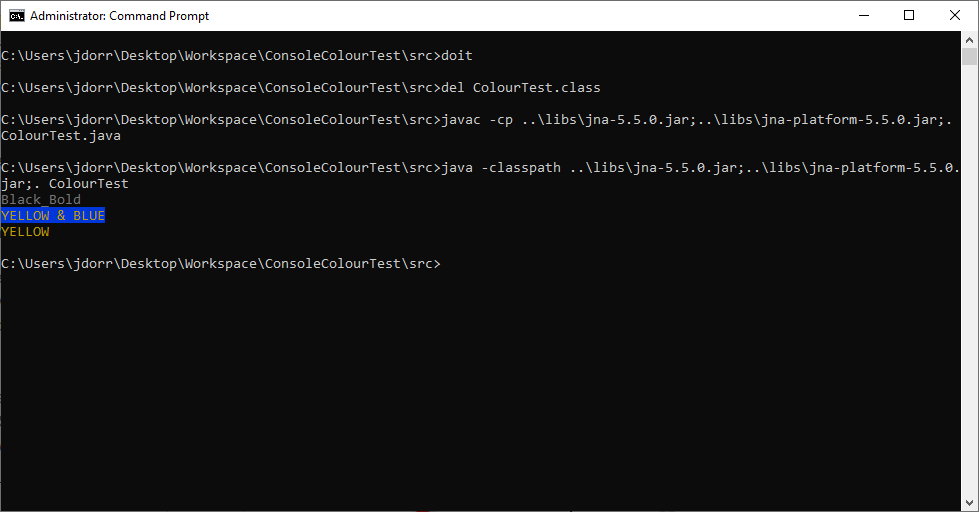 Administrator: Command Prompt
C:\Users\jdorr\Desktop\Workspace\ConsoleColourTest\src>doit
C:\Users\jdorr\Desktop\Workspace\ConsoleColourTest\src>del ColourTest.class
C:\Users\jdorr\Desktop\Workspace\ConsoleColourTest\src>javac -cp ..\libs\jna-5.5.0.jar;..\libs\jna-platform-5.5.0.jar;.
ColourTest.java
C:\Users\jdorr\Desktop\Workspace\ConsoleColourTest\src>java -classpath ..\libs\jna-5.5.0.jar;..\libs\jna-platform-5.5.0.
jar;. ColourTest
Black_Bold
YELLOW & BLUE
YELLOW
C:\Users\jdorr\Desktop\Workspace\ConsoleColourTest\src>